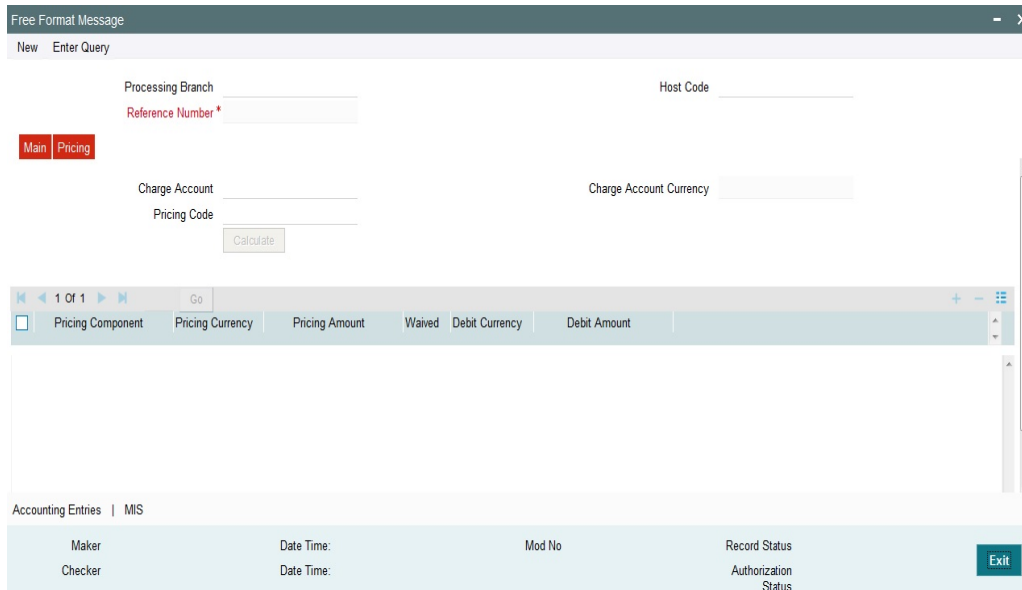 Free Format Message
New Enter Query
Processing Branch Host Code
Reference Number *
Main Pricing
Charge Account Charge Account Currency
Pricing Code
Calculate
1 Of 1 Go
Pricing Component Pricing Currency Pricing Amount Waived Debit Currency Debit Amount
Accounting Entries | MIS
Maker Date Time: Mod No Record Status
Checker Date Time: Authorization
Status
Exit